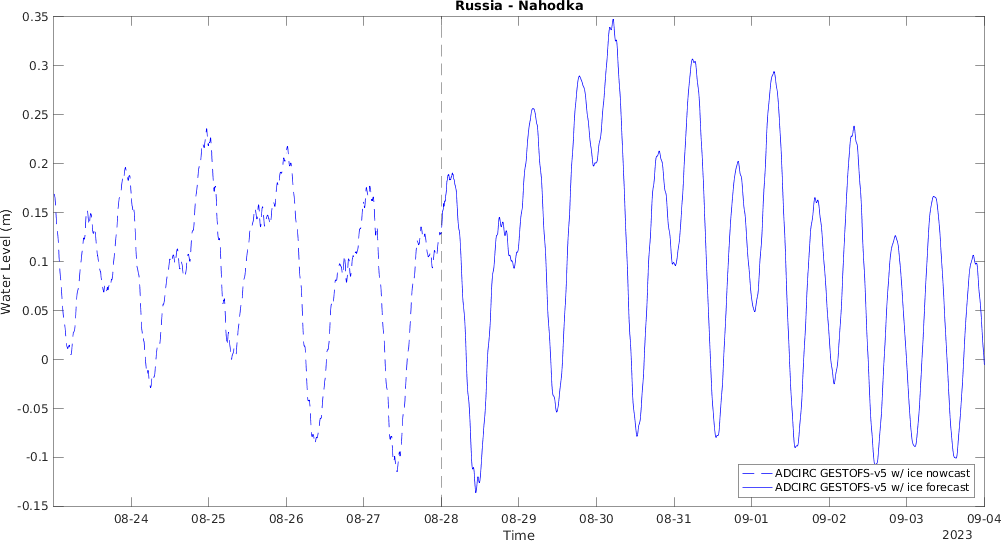 Russia - Nahodka
Water Level (m)
0.35
0.3
0.25
0.2
0.15
0.1
0.05
0
-0.05
-0.1
-0.15
ADCIRC GESTOFS-v5 w/ ice nowcast
ADCIRC GESTOFS-v5 w/ ice forecast
08-24 08-25 08-26 08-27 08-28 08-29 08-30 08-31 09-01 09-02 09-03 09-04
Time
2023